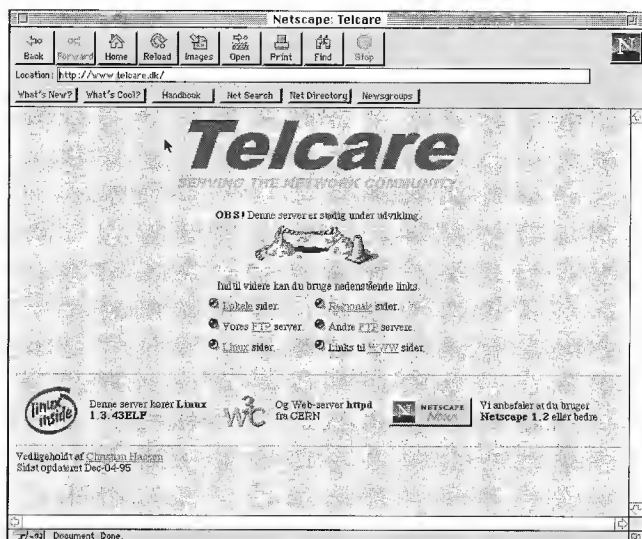 Netscape: Telcare
Back Forward Home Reload Images Open Print Find Stop
N
Location: http://www.telcare.dk/
What's New? What's Cool? Handbook Net Search Net Directory Newsgroups
Telcare
SERVING THE NETWORK COMMUNITY
OBS! Denne server er stadig under udvikling.
Indtil videre kan du bruge nedenstående links.
Lokale sider. Regionale sider.
Vores FTP server. Andre FTP servere.
Linux sider. Links til WWW sider.
linux inside
Denne server kører Linux
1.3.43ELF
W3C
Og Web-server httpd
fra CERN
N NETSCAPE NOW
Vi anbefaler at du bruger
Netscape 1.2 eller bedre
Vedligeholdt af Christian Hansen
Sidst opdateret Dec-04-95
Document Done.